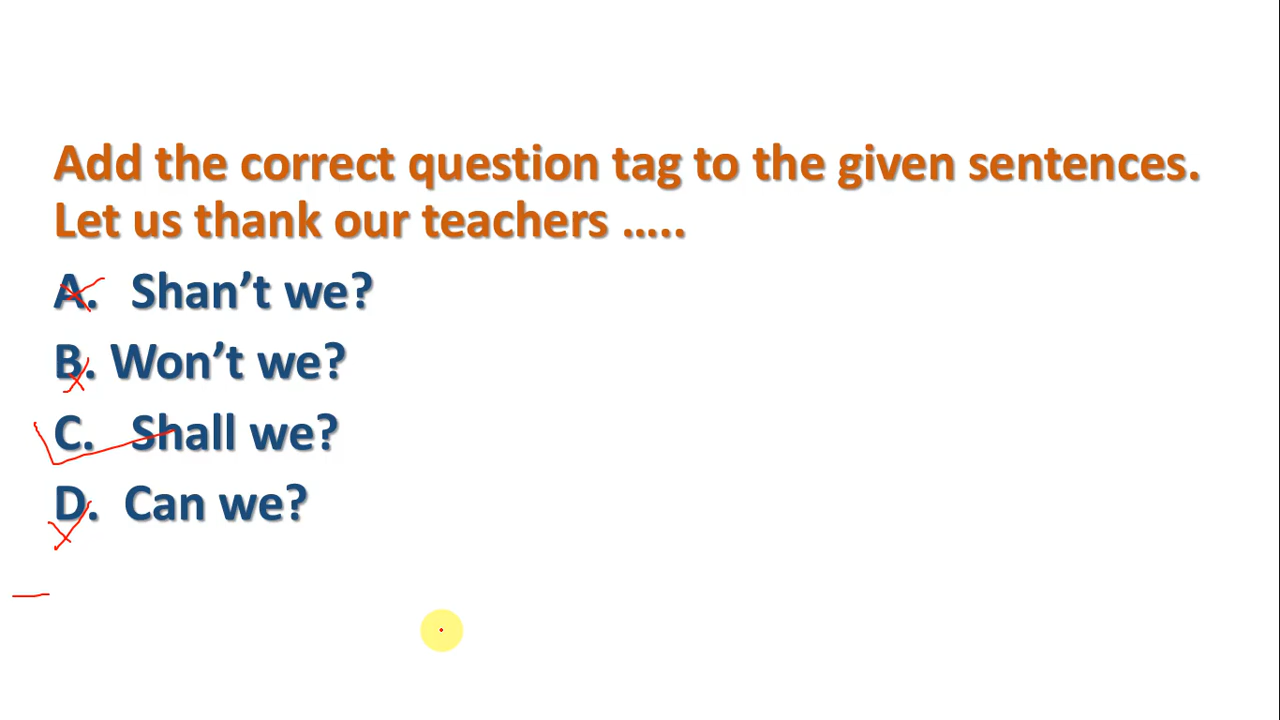 Add the correct question tag to the given sentences.
Let us thank our teachers …..
A. Shan’t we?
B. Won’t we?
C. Shall we?
D. Can we?